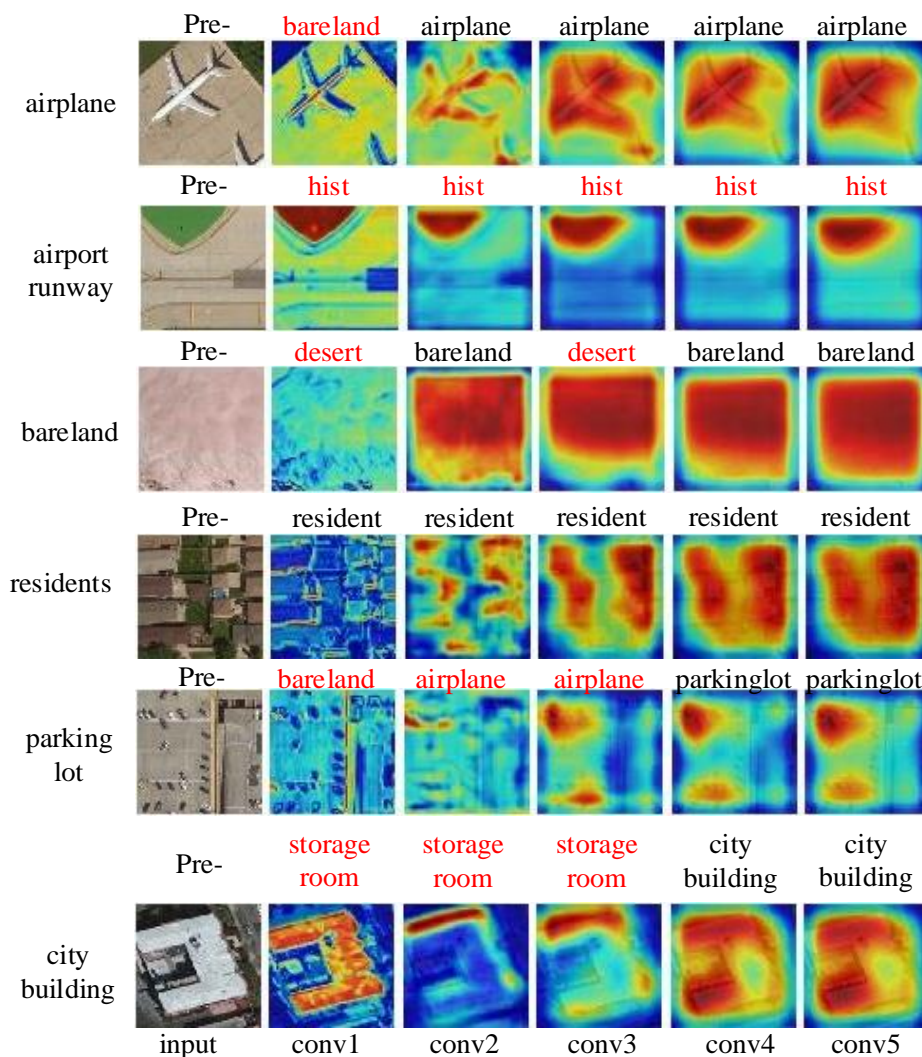 Pre- bareland airplane airplane airplane airplane
airplane
Pre- hist hist hist hist hist
airport
runway
Pre- desert bareland desert bareland bareland
bareland
Pre- resident resident resident resident resident
residents
Pre- bareland airplane airplane parkinglot parkinglot
parking
lot
Pre- storage room storage room storage room city building city building
city
building
input conv1 conv2 conv3 conv4 conv5